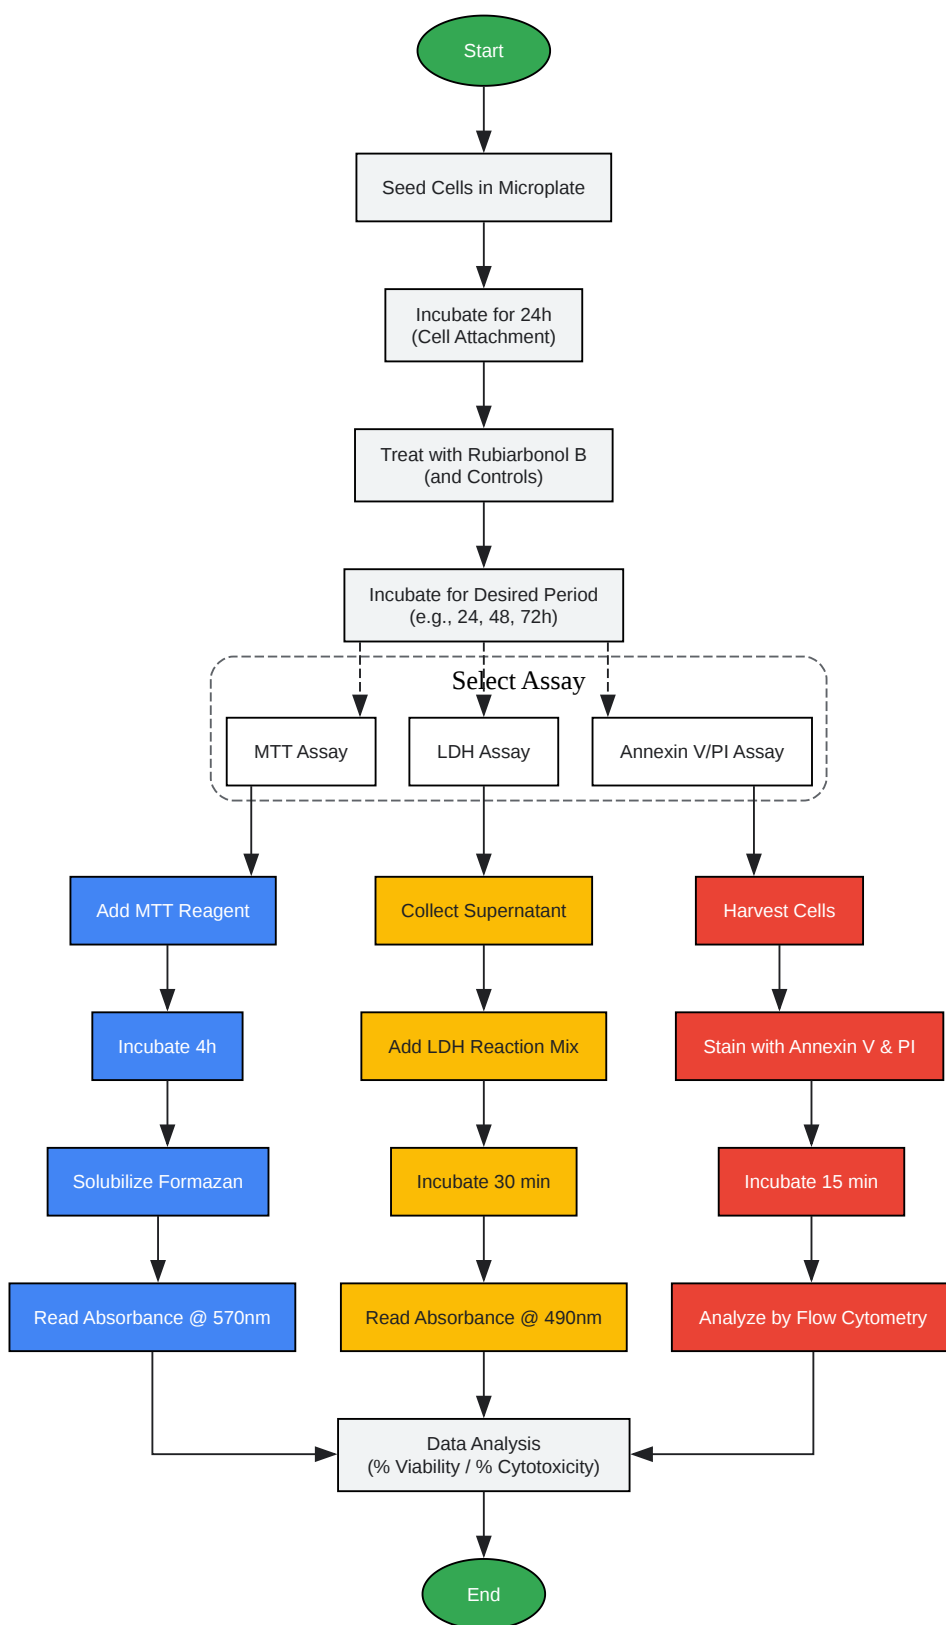 Start
Seed Cells in Microplate
Incubate for 24h
(Cell Attachment)
Treat with Rubiarbonol B
(and Controls)
Incubate for Desired Period
(e.g., 24, 48, 72h)
Select Assay
MTT Assay
LDH Assay
Annexin V/PI Assay
Add MTT Reagent
Collect Supernatant
Harvest Cells
Incubate 4h
Add LDH Reaction Mix
Stain with Annexin V & PI
Solubilize Formazan
Incubate 30 min
Incubate 15 min
Read Absorbance @ 570nm
Read Absorbance @ 490nm
Analyze by Flow Cytometry
Data Analysis
(% Viability / % Cytotoxicity)
End